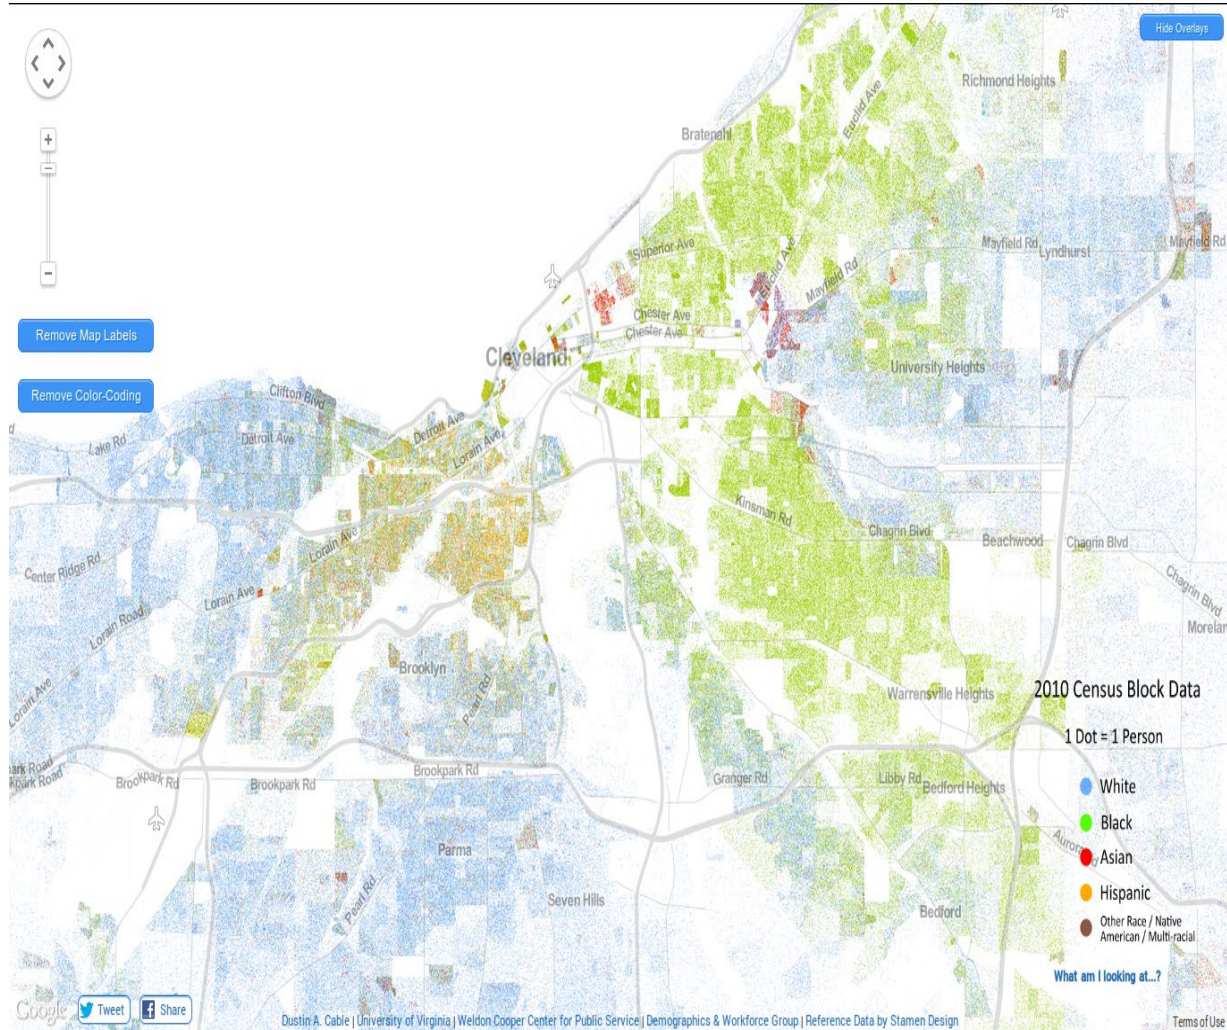 Hide Overlays
Richmond Heights
Euclid Ave
Bratenahl
Superior Ave
Mayfield Rd
Lyndhurst
Mayfield Rd
Euclid Ave
Mayfield Rd
Chester Ave
Chester Ave
Remove Map Labels
Cleveland
University Heights
Remove Color-Coding
Clifton Blvd
Detroit Ave
Lake Rd
Detroit Ave
Lorain Ave
Kinsman Rd
Chagrin Blvd
Beachwood
Chagrin Blvd
Lorain Ave
Center Ridge Rd
Chagrin Blvd
Lorain Ave
Lorain Road
Morelan
Brooklyn
Pearl Rd
Lorain Ave
Warrensville Heights
2010 Census Block Data
1 Dot = 1 Person
ark Road
kpark Road
Brookpark Rd
Brookpark Rd
Brookpark Rd
Granger Rd
Libby Rd
Bedford Heights
White
Black
Asian
Hispanic
Other Race / Native
American / Multi-racial
Parma
Pearl Rd
Seven Hills
Bedford
What am I looking at...?
Google
Tweet
Share
Dustin A. Cable | University of Virginia | Weldon Cooper Center for Public Service | Demographics & Workforce Group | Reference Data by Stamen Design
Terms of Use